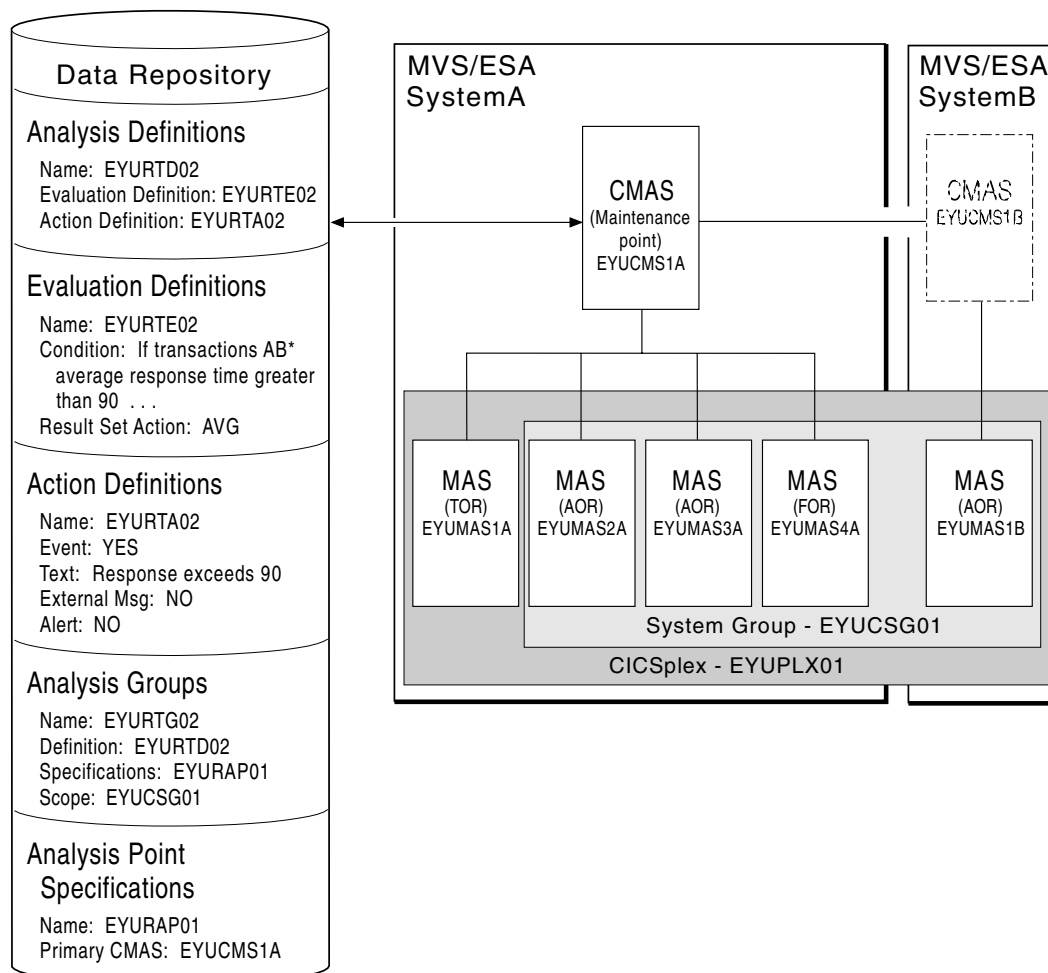 Data Repository
Analysis Definitions
Name: EYURTD02
Evaluation Definition: EYURTE02
Action Definition: EYURTA02
Evaluation Definitions
Name: EYURTE02
Condition: If transactions AB*
average response time greater
than 90 . . .
Result Set Action: AVG
Action Definitions
Name: EYURTA02
Event: YES
Text: Response exceeds 90
External Msg: NO
Alert: NO
Analysis Groups
Name: EYURTG02
Definition: EYURTD02
Specifications: EYURAP01
Scope: EYUCSG01
Analysis Point
Specifications
Name: EYURAP01
Primary CMAS: EYUCMS1A
MVS/ESA
SystemA
CMAS
(Maintenance
point)
EYUCMS1A
MAS
(TOR)
EYUMAS1A
MAS
(AOR)
EYUMAS2A
MAS
(AOR)
EYUMAS3A
MAS
(FOR)
EYUMAS4A
MVS/ESA
SystemB
CMAS
EYUCMS1B
MAS
(AOR)
EYUMAS1B
System Group - EYUCSG01
CICSplex - EYUPLX01